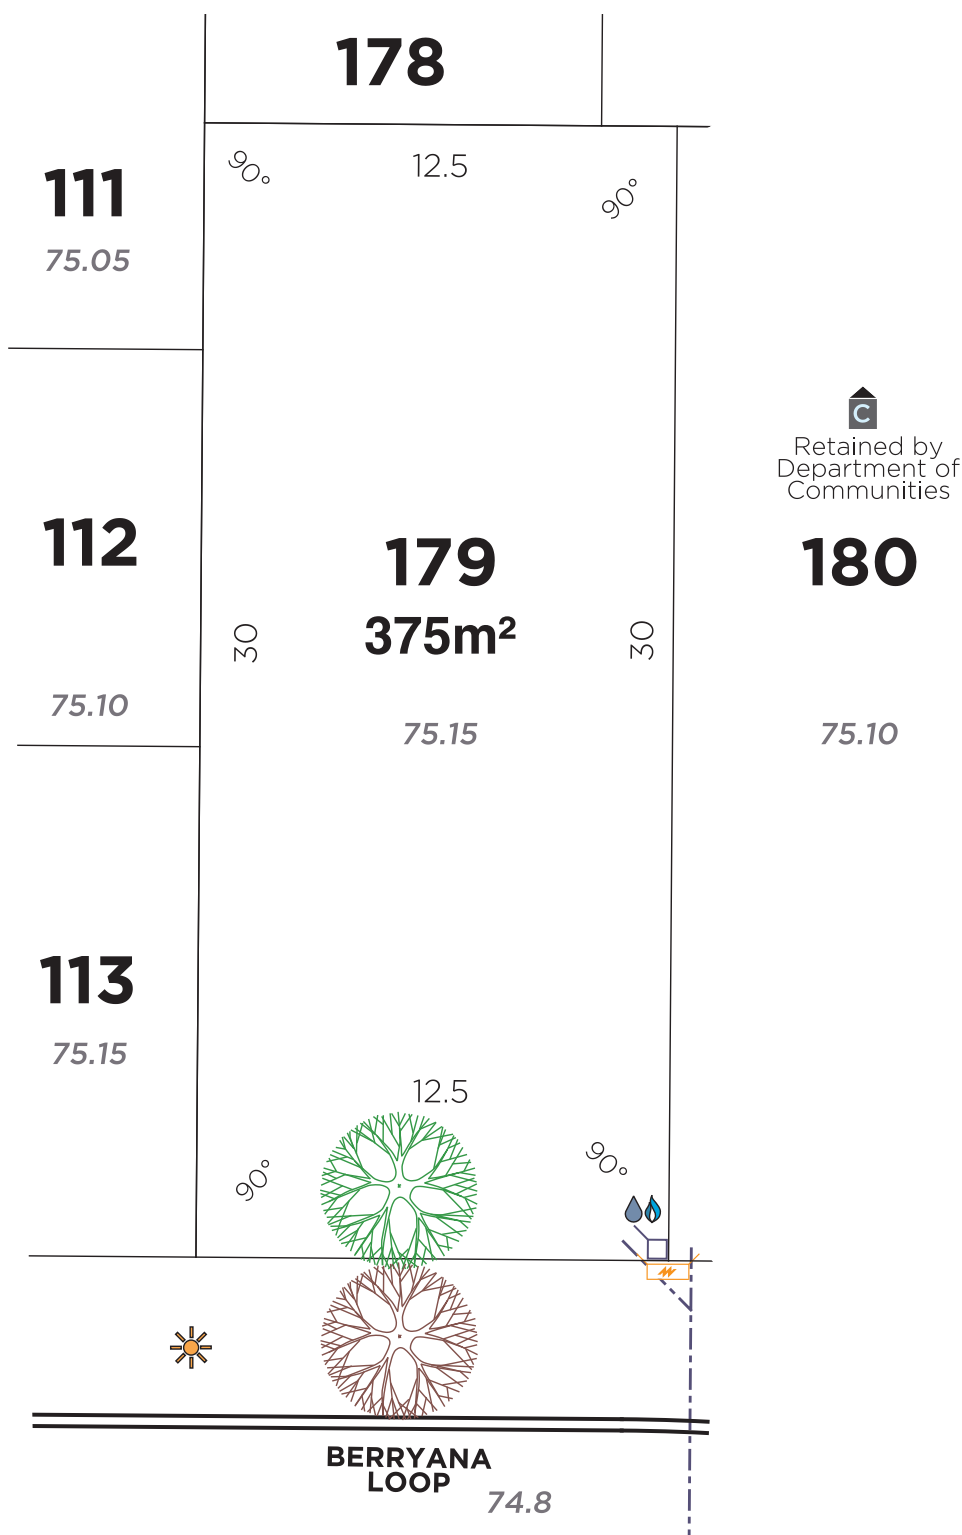 178
12.5
90°
90°
111
75.05
C
Retained by
Department of
Communities
112
179
180
375m²
30
30
75.10
75.15
75.10
113
75.15
12.5
90°
90°
BERRYANA
LOOP
74.8